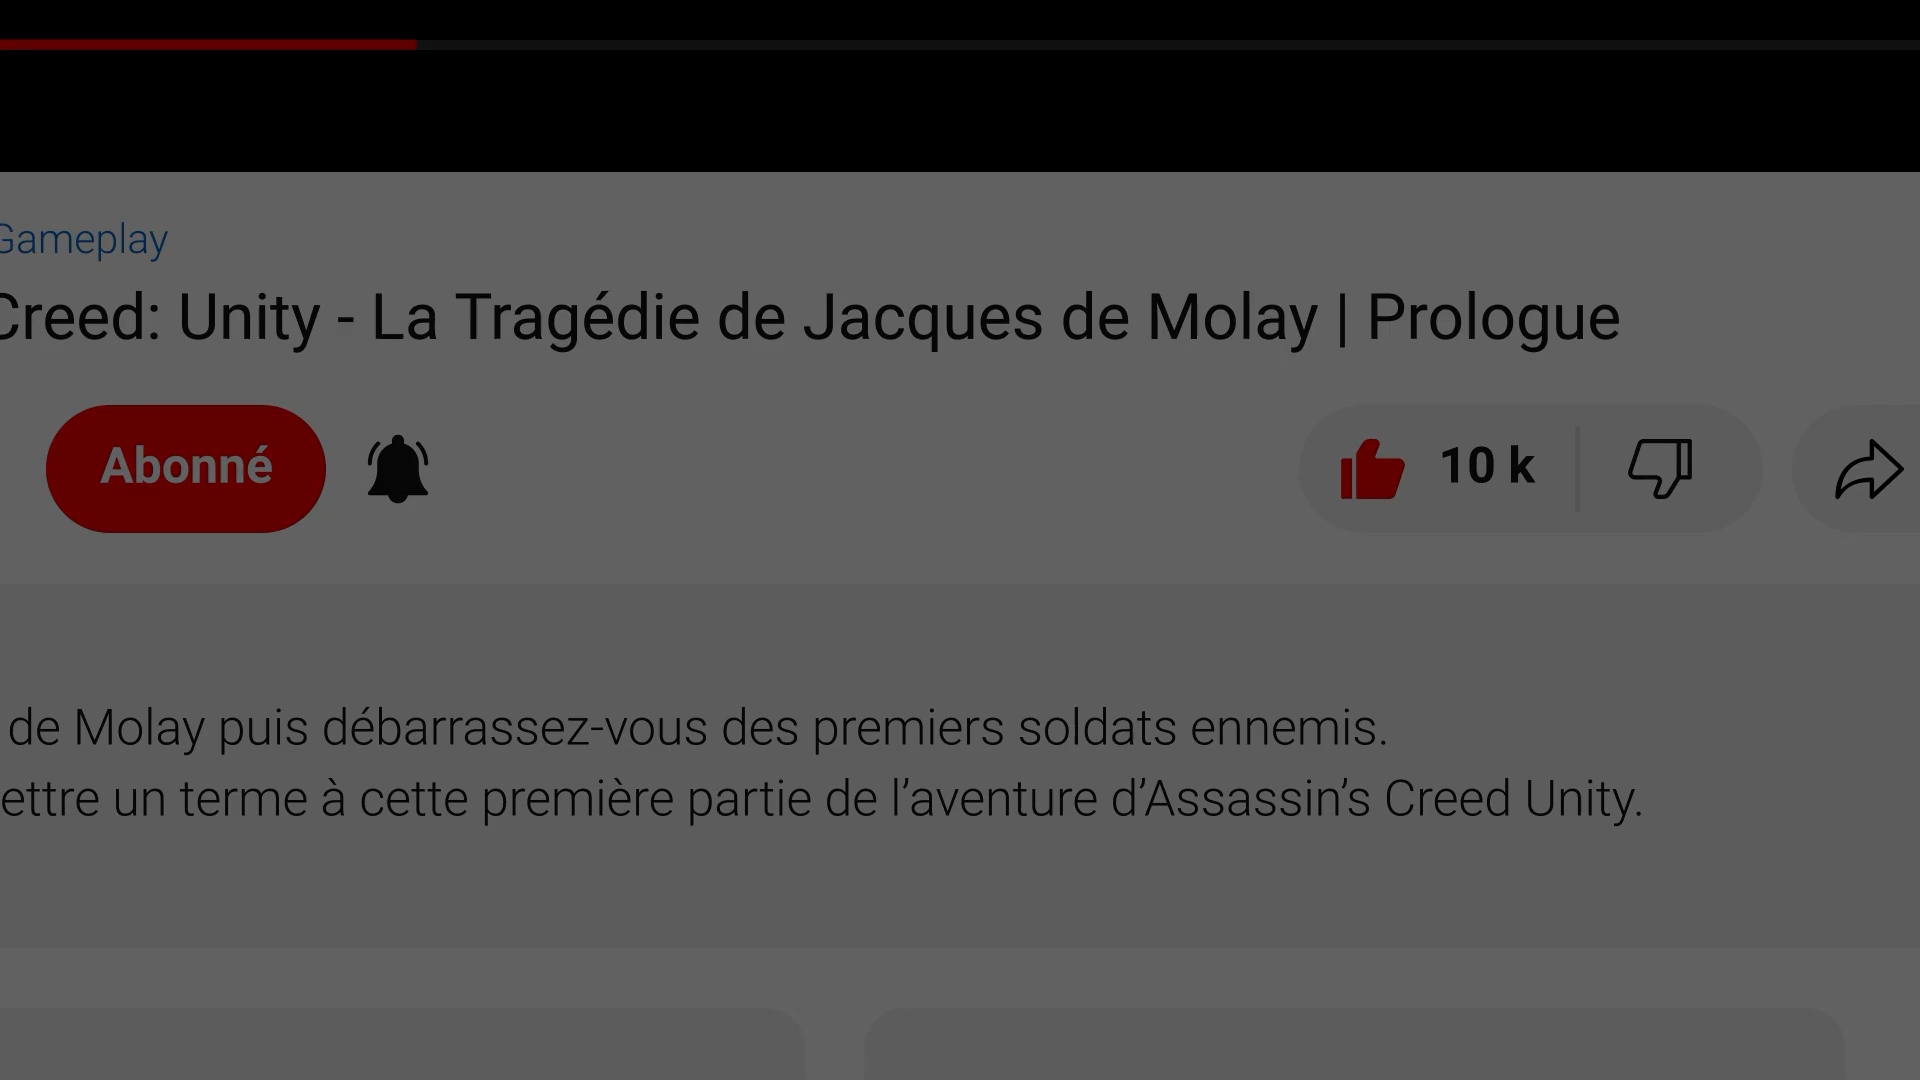 Gameplay
Creed: Unity - La Tragédie de Jacques de Molay | Prologue
Abonné
10 k
de Molay puis débarrassez-vous des premiers soldats ennemis.
ettre un terme à cette première partie de l’aventure d’Assassin’s Creed Unity.